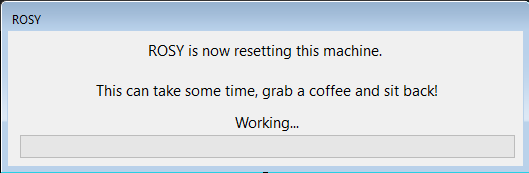 ROSY
ROSY is now resetting this machine.
This can take some time, grab a coffee and sit back!
Working...